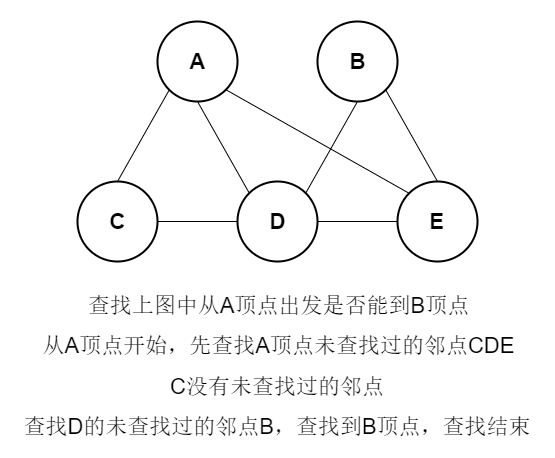 A
B
C
D
E
查找上图中从A顶点出发是否能到B顶点
从A顶点开始，先查找A顶点未查找过的邻点CDE
C没有未查找过的邻点
查找D的未查找过的邻点B，查找到B顶点，查找结束